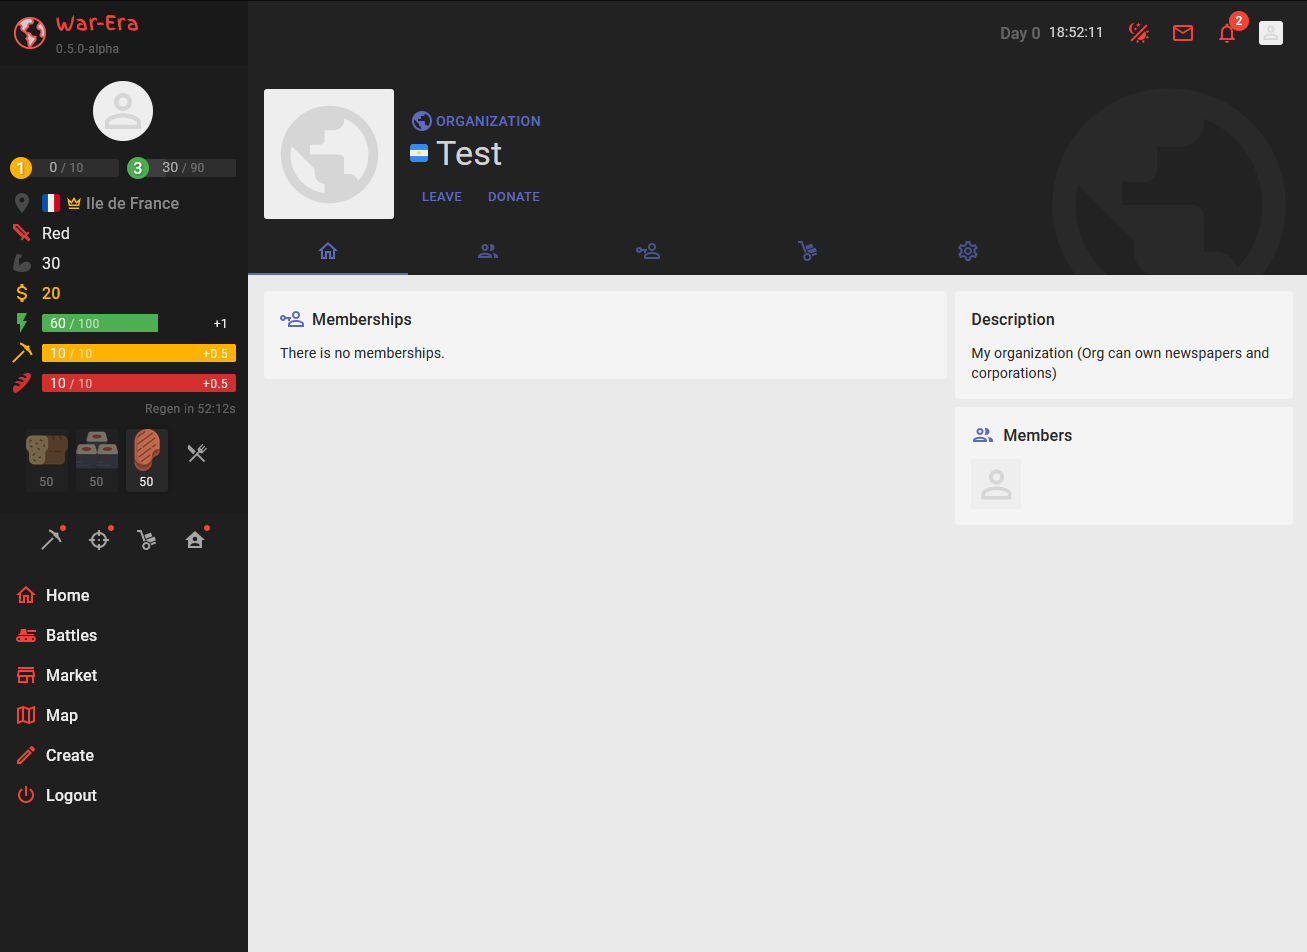 War-Era
0.5.0-alpha
Day 0 18:52:11
2
1 0 / 10 3 30 / 90
Ile de France
Red
30
20
60 / 100 +1
10 / 10 +0.5
10 / 10 +0.5
Regen in 52:12s
50 50 50
Home
Battles
Market
Map
Create
Logout
ORGANIZATION
Test
LEAVE DONATE
Memberships
There is no memberships.
Description
My organization (Org can own newspapers and
corporations)
Members